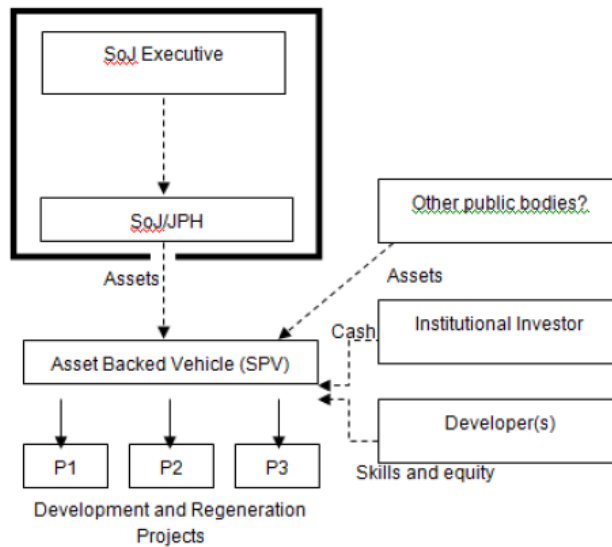 SoJ Executive
SoJ/JPH
Other public bodies?
Assets
Assets
Cash
Institutional Investor
Asset Backed Vehicle (SPV)
Developer(s)
P1
P2
P3
Skills and equity
Development and Regeneration
Projects